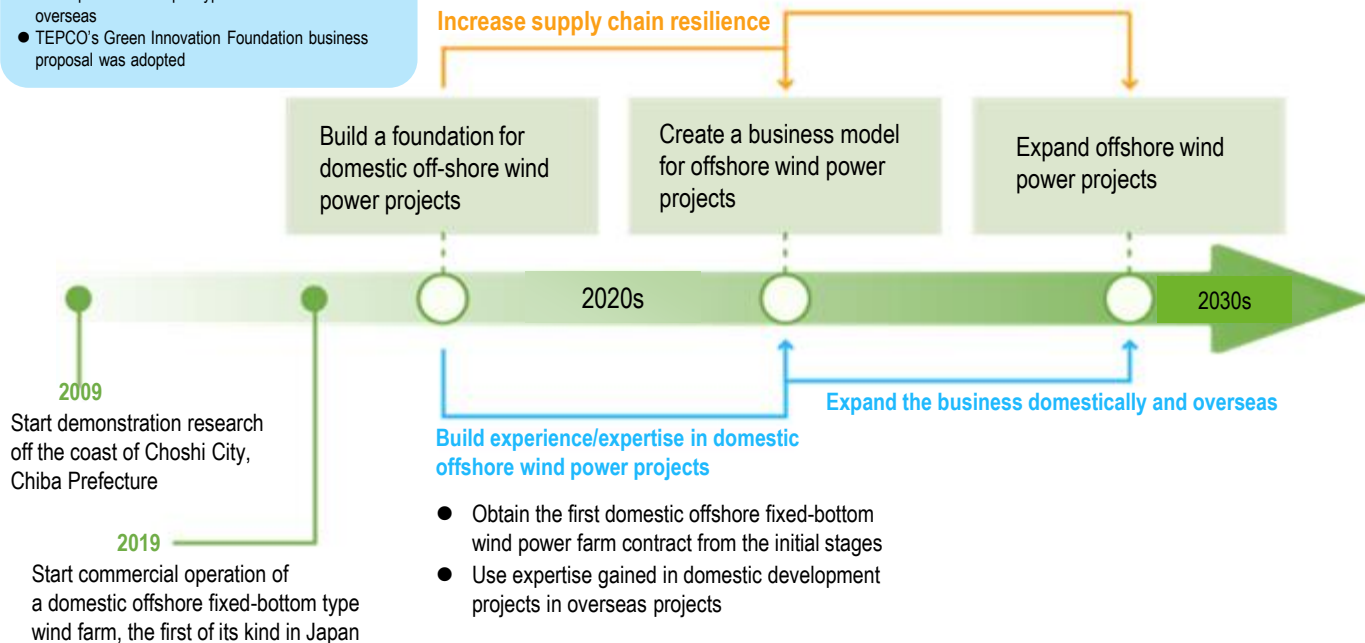 overseas
● TEPCO's Green Innovation Foundation business
proposal was adopted
Increase supply chain resilience
Build a foundation for
domestic off-shore wind
power projects
Create a business model
for offshore wind power
projects
Expand offshore wind
power projects
2020s
2030s
2009
Start demonstration research
off the coast of Choshi City,
Chiba Prefecture
2019
Start commercial operation of
a domestic offshore fixed-bottom type
wind farm, the first of its kind in Japan
Build experience/expertise in domestic
offshore wind power projects
Expand the business domestically and overseas
● Obtain the first domestic offshore fixed-bottom
wind power farm contract from the initial stages
● Use expertise gained in domestic development
projects in overseas projects